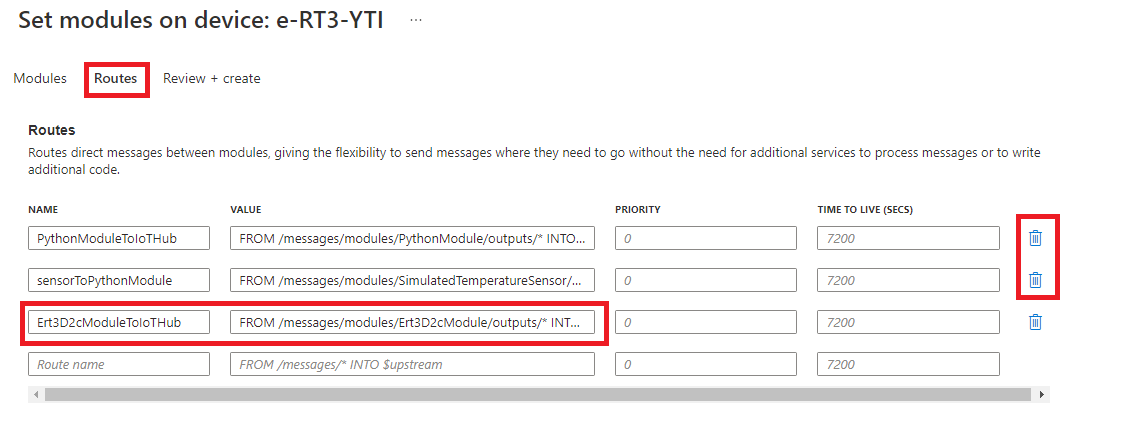 Set modules on device: e-RT3-YTI ...
Modules Routes Review + create
Routes
Routes direct messages between modules, giving the flexibility to send messages where they need to go without the need for additional services to process messages or to write
additional code.
NAME VALUE PRIORITY TIME TO LIVE (SECS)
PythonModuleToIoTHub FROM /messages/modules/PythonModule/outputs/* INTO... 0 7200
sensorToPythonModule FROM /messages/modules/SimulatedTemperatureSensor/... 0 7200
Ert3D2cModuleToIoTHub FROM /messages/modules/Ert3D2cModule/outputs/* INT... 0 7200
Route name FROM /messages/* INTO $upstream 0 7200